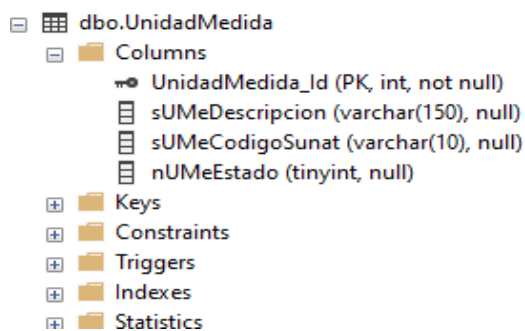 dbo.UnidadMedida
Columns
UnidadMedida_Id (PK, int, not null)
sUMeDescripcion (varchar(150), null)
sUMeCodigoSunat (varchar(10), null)
nUMeEstado (tinyint, null)
Keys
Constraints
Triggers
Indexes
Statistics